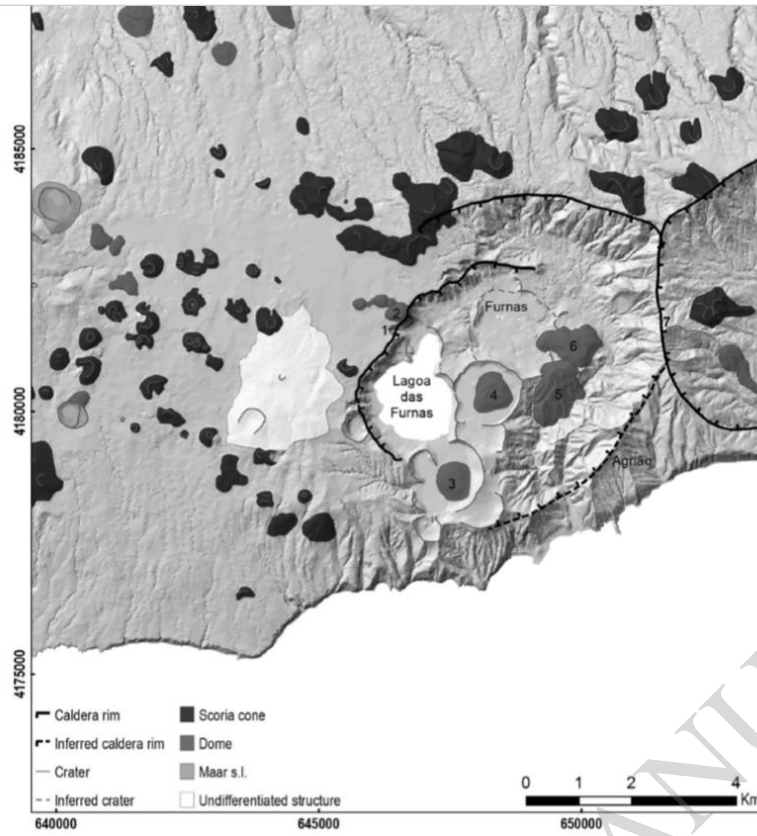 4185000
Furnas
2
1
7
6
Lagoa
das
Furnas
4
5
4180000
Agrião
3
4175000
Caldera rim
Scoria cone
Inferred caldera rim
Dome
Crater
Maar s.l.
Inferred crater
Undifferentiated structure
0 1 2 4
Km
640000 645000 650000